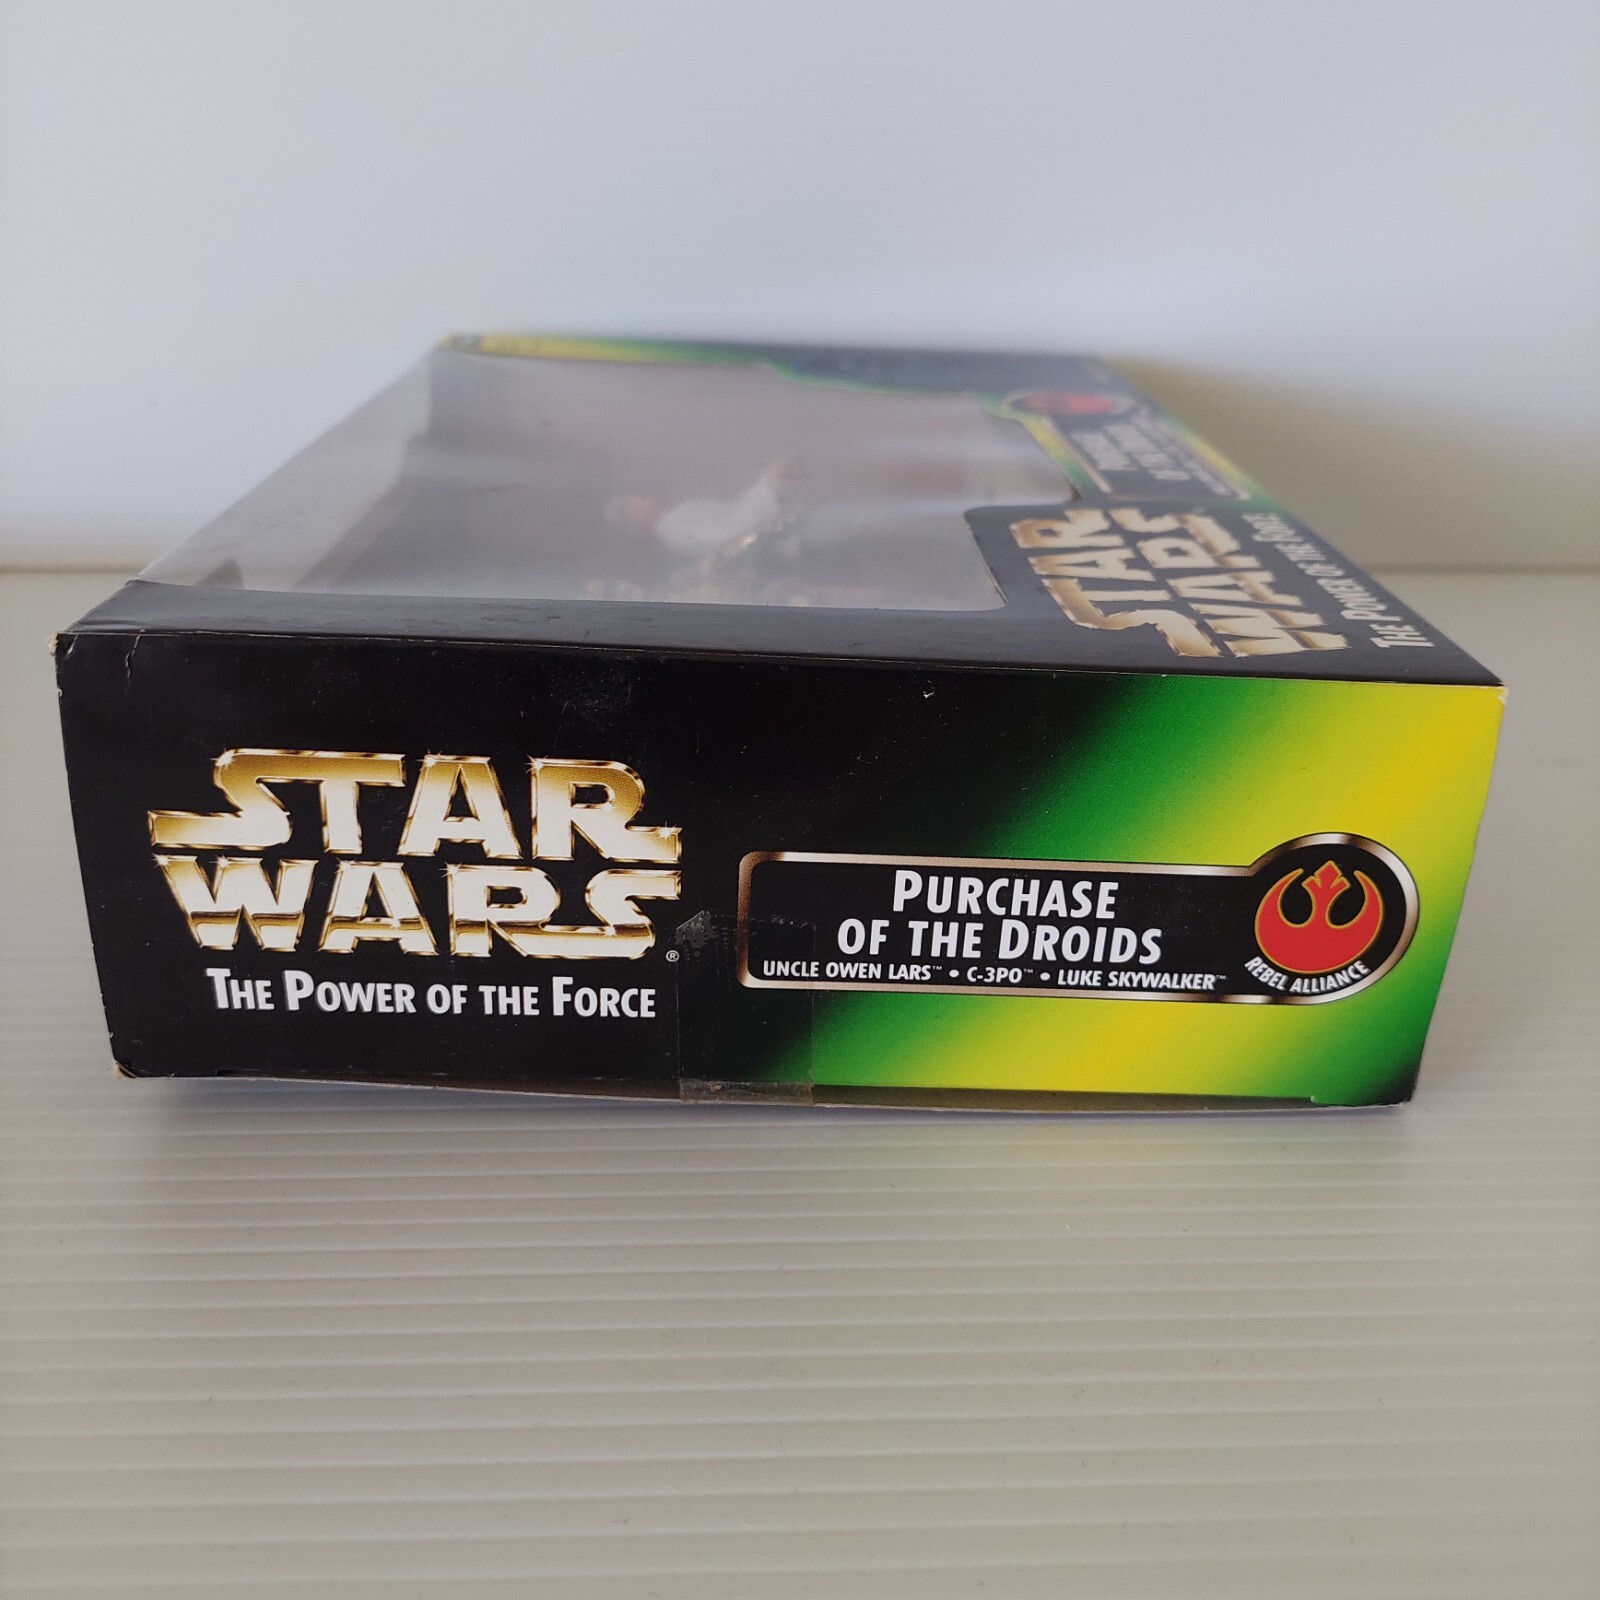 STAR
WARS
THE POWER OF THE FORCE
STAR
WARS®
THE POWER OF THE FORCE
PURCHASE
OF THE DROIDS
UNCLE OWEN LARS™ • C-3PO™ • LUKE SKYWALKER™
REBEL ALLIANCE